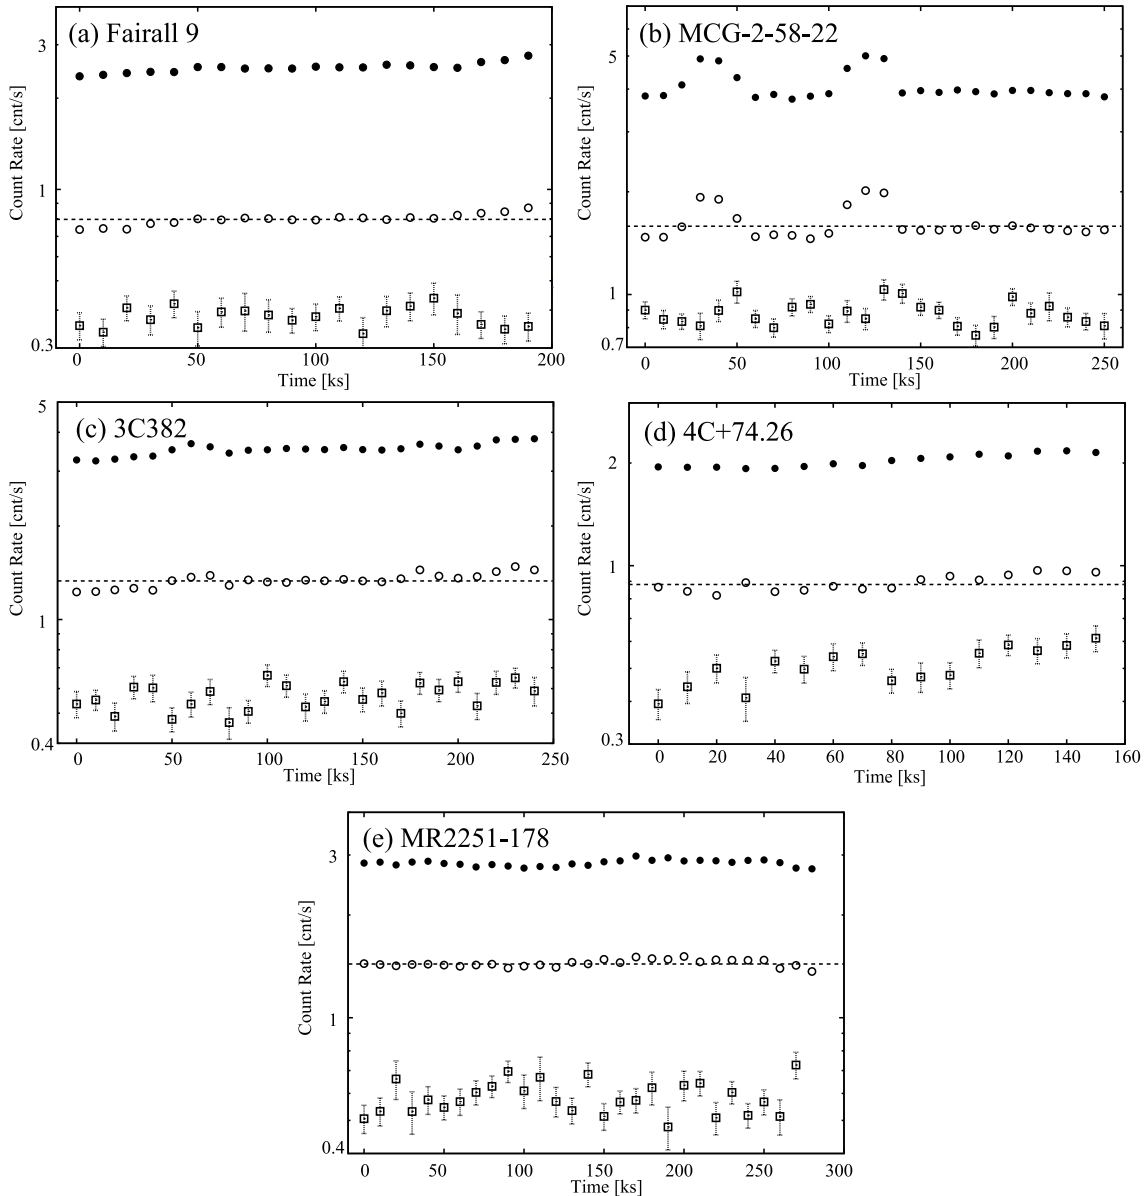 (a) Fairall 9
3
1
0.3
Count Rate [cnt/s]
0 50 100 150 200
Time [ks]
(b) MCG-2-58-22
5
1
0.7
Count Rate [cnt/s]
0 50 100 150 200 250
Time [ks]
(c) 3C382
5
1
0.4
Count Rate [cnt/s]
0 50 100 150 200 250
Time [ks]
(d) 4C+74.26
2
1
0.3
Count Rate [cnt/s]
0 20 40 60 80 100 120 140 160
Time [ks]
(e) MR2251-178
3
1
0.4
Count Rate [cnt/s]
0 50 100 150 200 250 300
Time [ks]